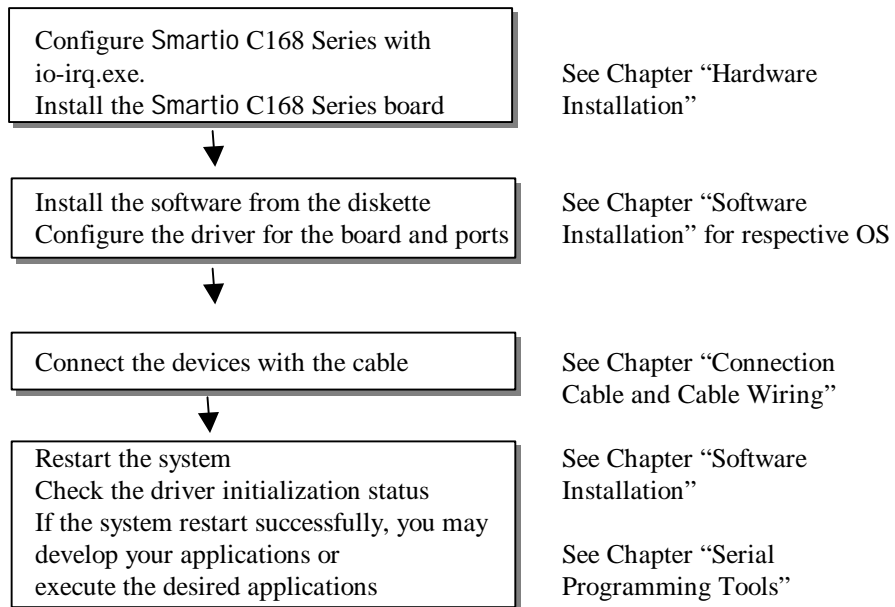 Configure Smartio C168 Series with
io-irq.exe.
Install the Smartio C168 Series board
See Chapter “Hardware
Installation”
Install the software from the diskette
Configure the driver for the board and ports
See Chapter “Software
Installation” for respective OS
Connect the devices with the cable
See Chapter “Connection
Cable and Cable Wiring”
Restart the system
Check the driver initialization status
If the system restart successfully, you may
develop your applications or
execute the desired applications
See Chapter “Software
Installation”
See Chapter “Serial
Programming Tools”